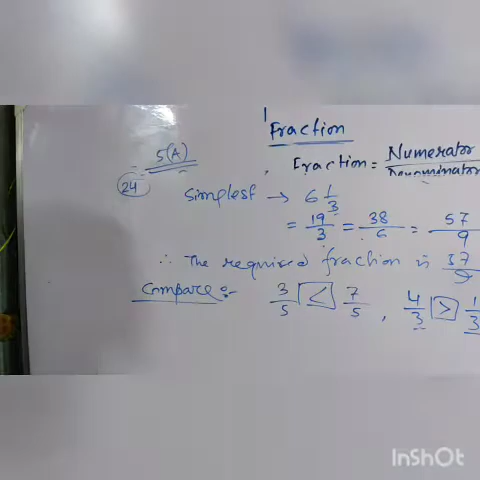 Fraction
5(A)
Fraction = Numerator/Denominator
24
Simplest → 6 1/3
= 19/3 = 38/6 = 57/9
∴ The required fraction is 57/9
Compare:- 3/5 < 7/5, 4/3 > 1/3
InShOt